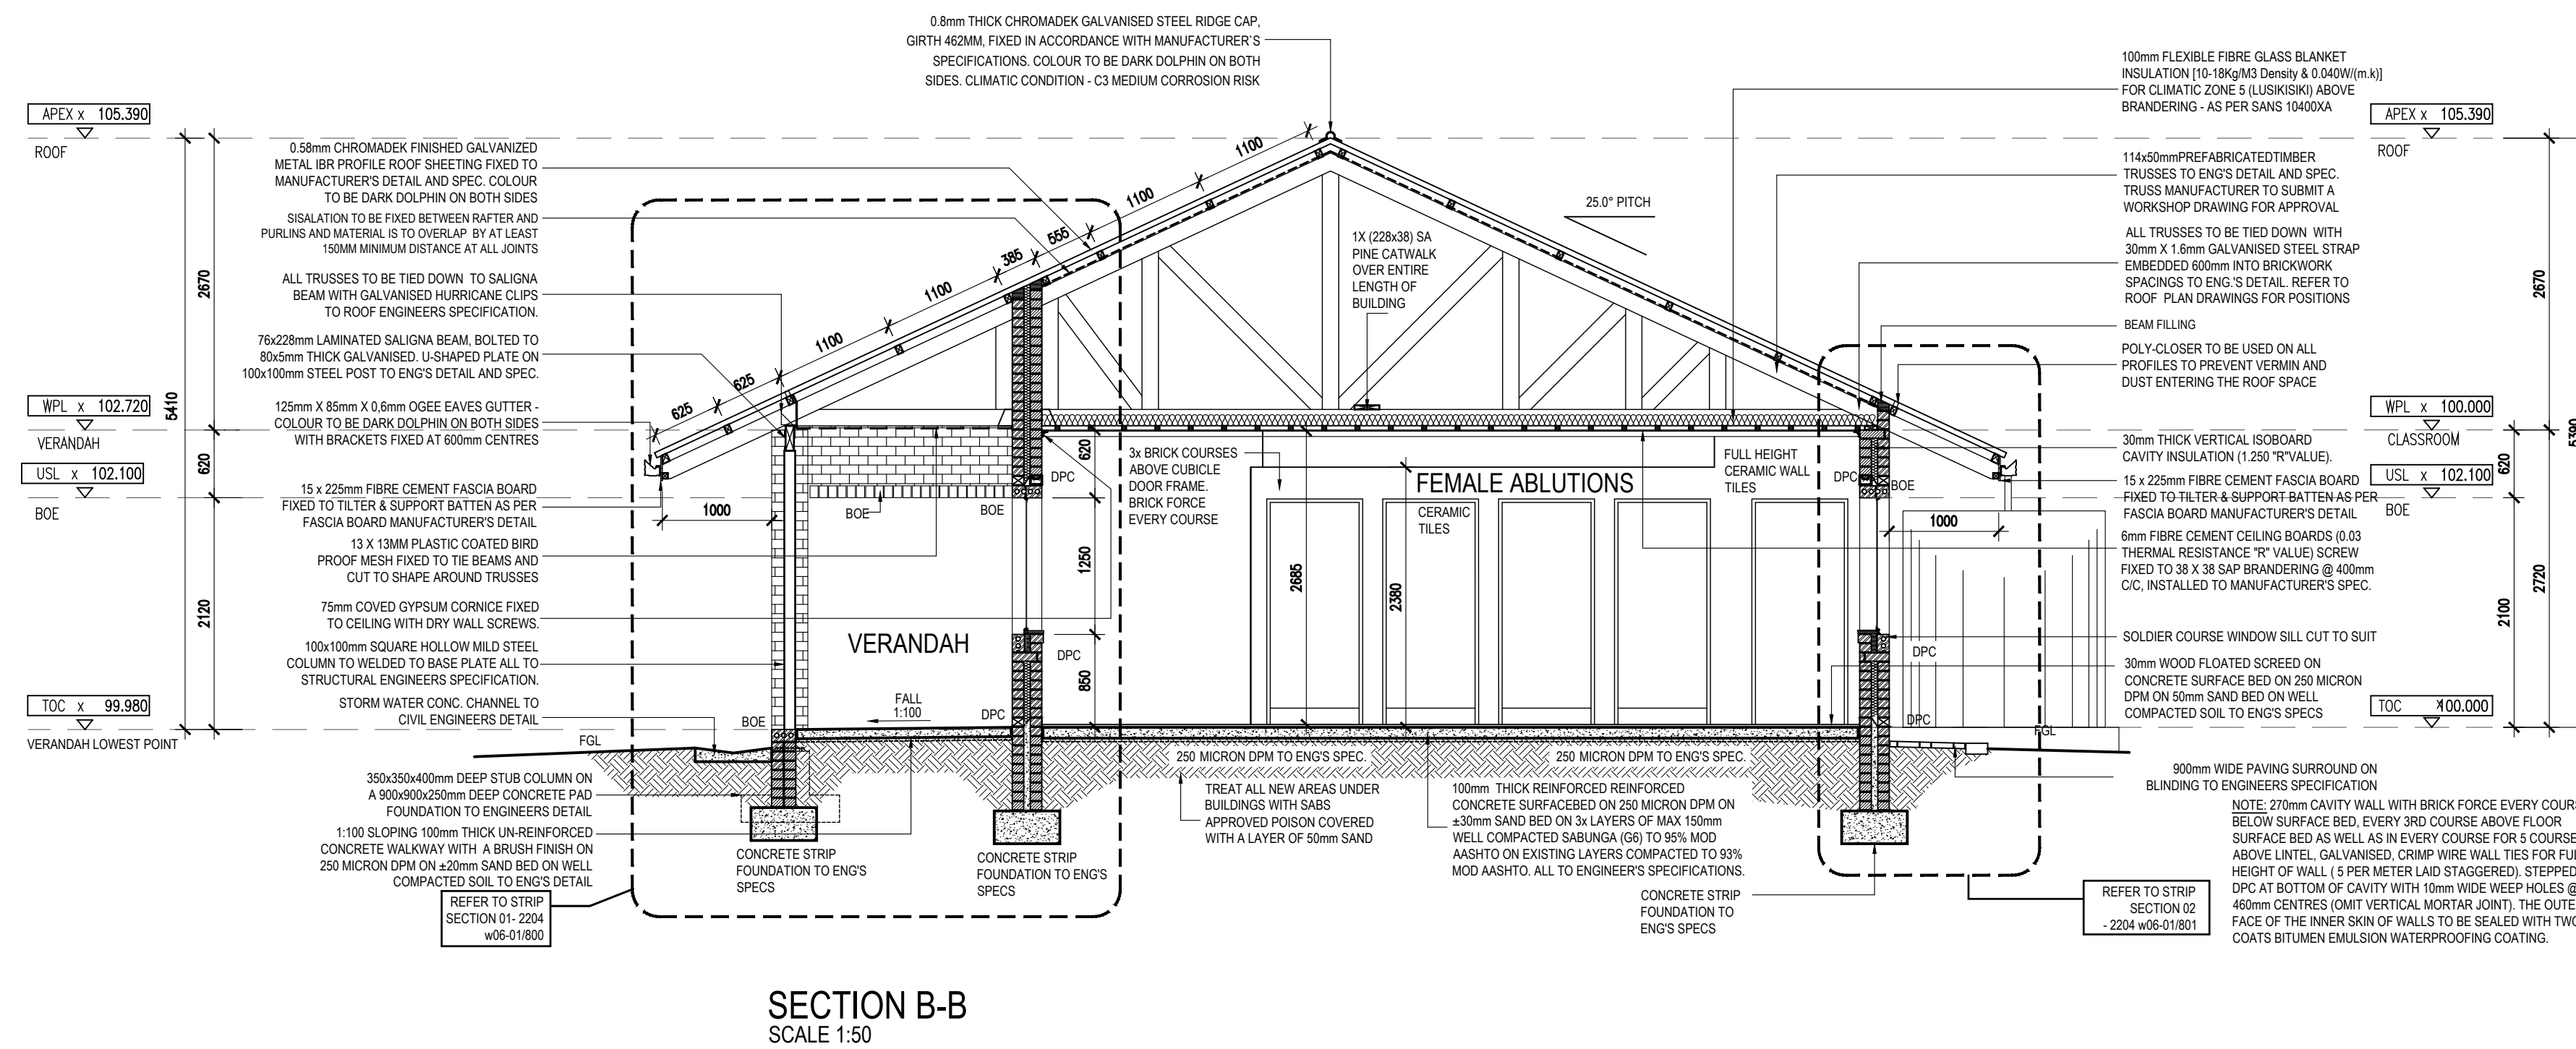 0.8mm THICK CHROMADEK GALVANISED STEEL RIDGE CAP,
GIRTH 462MM, FIXED IN ACCORDANCE WITH MANUFACTURER`S
SPECIFICATIONS. COLOUR TO BE DARK DOLPHIN ON BOTH
SIDES. CLIMATIC CONDITION - C3 MEDIUM CORROSION RISK
APEX x 105.390
ROOF
WPL x 102.720
VERANDAH
USL x 102.100
BOE
TOC x 99.980
VERANDAH LOWEST POINT
5410
2670
620
2120
0.58mm CHROMADEK FINISHED GALVANIZED
METAL IBR PROFILE ROOF SHEETING FIXED TO
MANUFACTURER'S DETAIL AND SPEC. COLOUR
TO BE DARK DOLPHIN ON BOTH SIDES
SISALATION TO BE FIXED BETWEEN RAFTER AND
PURLINS AND MATERIAL IS TO OVERLAP BY AT LEAST
150MM MINIMUM DISTANCE AT ALL JOINTS
ALL TRUSSES TO BE TIED DOWN TO SALIGNA
BEAM WITH GALVANISED HURRICANE CLIPS
TO ROOF ENGINEERS SPECIFICATION.
76x228mm LAMINATED SALIGNA BEAM, BOLTED TO
80x5mm THICK GALVANISED. U-SHAPED PLATE ON
100x100mm STEEL POST TO ENG'S DETAIL AND SPEC.
125mm X 85mm X 0,6mm OGEE EAVES GUTTER -
COLOUR TO BE DARK DOLPHIN ON BOTH SIDES
WITH BRACKETS FIXED AT 600mm CENTRES
15 x 225mm FIBRE CEMENT FASCIA BOARD
FIXED TO TILTER & SUPPORT BATTEN AS PER
FASCIA BOARD MANUFACTURER'S DETAIL
13 X 13MM PLASTIC COATED BIRD
PROOF MESH FIXED TO TIE BEAMS AND
CUT TO SHAPE AROUND TRUSSES
75mm COVED GYPSUM CORNICE FIXED
TO CEILING WITH DRY WALL SCREWS.
100x100mm SQUARE HOLLOW MILD STEEL
COLUMN TO WELDED TO BASE PLATE ALL TO
STRUCTURAL ENGINEERS SPECIFICATION.
STORM WATER CONC. CHANNEL TO
CIVIL ENGINEERS DETAIL
FGL
350x350x400mm DEEP STUB COLUMN ON
A 900x900x250mm DEEP CONCRETE PAD
FOUNDATION TO ENGINEERS DETAIL
1:100 SLOPING 100mm THICK UN-REINFORCED
CONCRETE WALKWAY WITH A BRUSH FINISH ON
250 MICRON DPM ON ±20mm SAND BED ON WELL
COMPACTED SOIL TO ENG'S DETAIL
REFER TO STRIP
SECTION 01- 2204
w06-01/800
625
625
1100
1100
385
555
1100
1100
1000
BOE
BOE
VERANDAH
FALL
1:100
BOE
DPC
DPC
DPC
620
1250
850
3x BRICK COURSES
ABOVE CUBICLE
DOOR FRAME.
BRICK FORCE
EVERY COURSE
1X (228x38) SA
PINE CATWALK
OVER ENTIRE
LENGTH OF
BUILDING
25.0° PITCH
FEMALE ABLUTIONS
CERAMIC
TILES
FULL HEIGHT
CERAMIC WALL
TILES
2685
2380
DPC
BOE
DPC
DPC
1000
FGL
250 MICRON DPM TO ENG'S SPEC.
250 MICRON DPM TO ENG'S SPEC.
TREAT ALL NEW AREAS UNDER
BUILDINGS WITH SABS
APPROVED POISON COVERED
WITH A LAYER OF 50mm SAND
100mm THICK REINFORCED REINFORCED
CONCRETE SURFACEBED ON 250 MICRON DPM ON
±30mm SAND BED ON 3x LAYERS OF MAX 150mm
WELL COMPACTED SABUNGA (G6) TO 95% MOD
AASHTO ON EXISTING LAYERS COMPACTED TO 93%
MOD AASHTO. ALL TO ENGINEER'S SPECIFICATIONS.
CONCRETE STRIP
FOUNDATION TO ENG'S
SPECS
CONCRETE STRIP
FOUNDATION TO ENG'S
SPECS
CONCRETE STRIP
FOUNDATION TO
ENG'S SPECS
100mm FLEXIBLE FIBRE GLASS BLANKET
INSULATION [10-18Kg/M3 Density & 0.040W/(m.k)]
FOR CLIMATIC ZONE 5 (LUSIKISIKI) ABOVE
BRANDERING - AS PER SANS 10400XA
114x50mmPREFABRICATEDTIMBER
TRUSSES TO ENG'S DETAIL AND SPEC.
TRUSS MANUFACTURER TO SUBMIT A
WORKSHOP DRAWING FOR APPROVAL
ALL TRUSSES TO BE TIED DOWN WITH
30mm X 1.6mm GALVANISED STEEL STRAP
EMBEDDED 600mm INTO BRICKWORK
SPACINGS TO ENG.'S DETAIL. REFER TO
ROOF PLAN DRAWINGS FOR POSITIONS
BEAM FILLING
POLY-CLOSER TO BE USED ON ALL
PROFILES TO PREVENT VERMIN AND
DUST ENTERING THE ROOF SPACE
30mm THICK VERTICAL ISOBOARD
CAVITY INSULATION (1.250 "R"VALUE).
15 x 225mm FIBRE CEMENT FASCIA BOARD
FIXED TO TILTER & SUPPORT BATTEN AS PER
FASCIA BOARD MANUFACTURER'S DETAIL
6mm FIBRE CEMENT CEILING BOARDS (0.03
THERMAL RESISTANCE "R" VALUE) SCREW
FIXED TO 38 X 38 SAP BRANDERING @ 400mm
C/C, INSTALLED TO MANUFACTURER'S SPEC.
SOLDIER COURSE WINDOW SILL CUT TO SUIT
30mm WOOD FLOATED SCREED ON
CONCRETE SURFACE BED ON 250 MICRON
DPM ON 50mm SAND BED ON WELL
COMPACTED SOIL TO ENG'S SPECS
900mm WIDE PAVING SURROUND ON
BLINDING TO ENGINEERS SPECIFICATION
NOTE: 270mm CAVITY WALL WITH BRICK FORCE EVERY COUR
BELOW SURFACE BED, EVERY 3RD COURSE ABOVE FLOOR
SURFACE BED AS WELL AS IN EVERY COURSE FOR 5 COURSE
ABOVE LINTEL, GALVANISED, CRIMP WIRE WALL TIES FOR FUL
HEIGHT OF WALL ( 5 PER METER LAID STAGGERED). STEPPED
DPC AT BOTTOM OF CAVITY WITH 10mm WIDE WEEP HOLES @
460mm CENTRES (OMIT VERTICAL MORTAR JOINT). THE OUTE
FACE OF THE INNER SKIN OF WALLS TO BE SEALED WITH TWO
COATS BITUMEN EMULSION WATERPROOFING COATING.
REFER TO STRIP
SECTION 02
- 2204 w06-01/801
APEX x 105.390
ROOF
WPL x 100.000
CLASSROOM
USL x 102.100
BOE
TOC x 100.000
2670
620
2100
2720
5390
SECTION B-B
SCALE 1:50